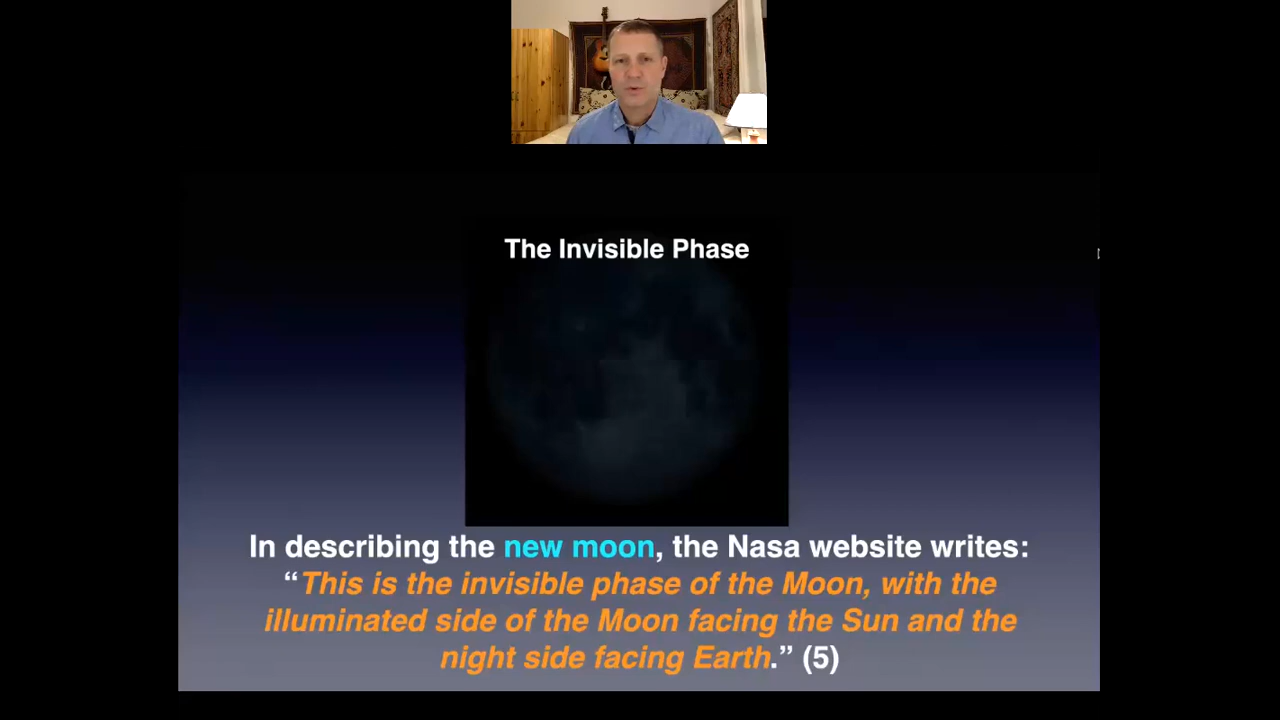 The Invisible Phase
In describing the new moon, the Nasa website writes:
“This is the invisible phase of the Moon, with the
illuminated side of the Moon facing the Sun and the
night side facing Earth.” (5)